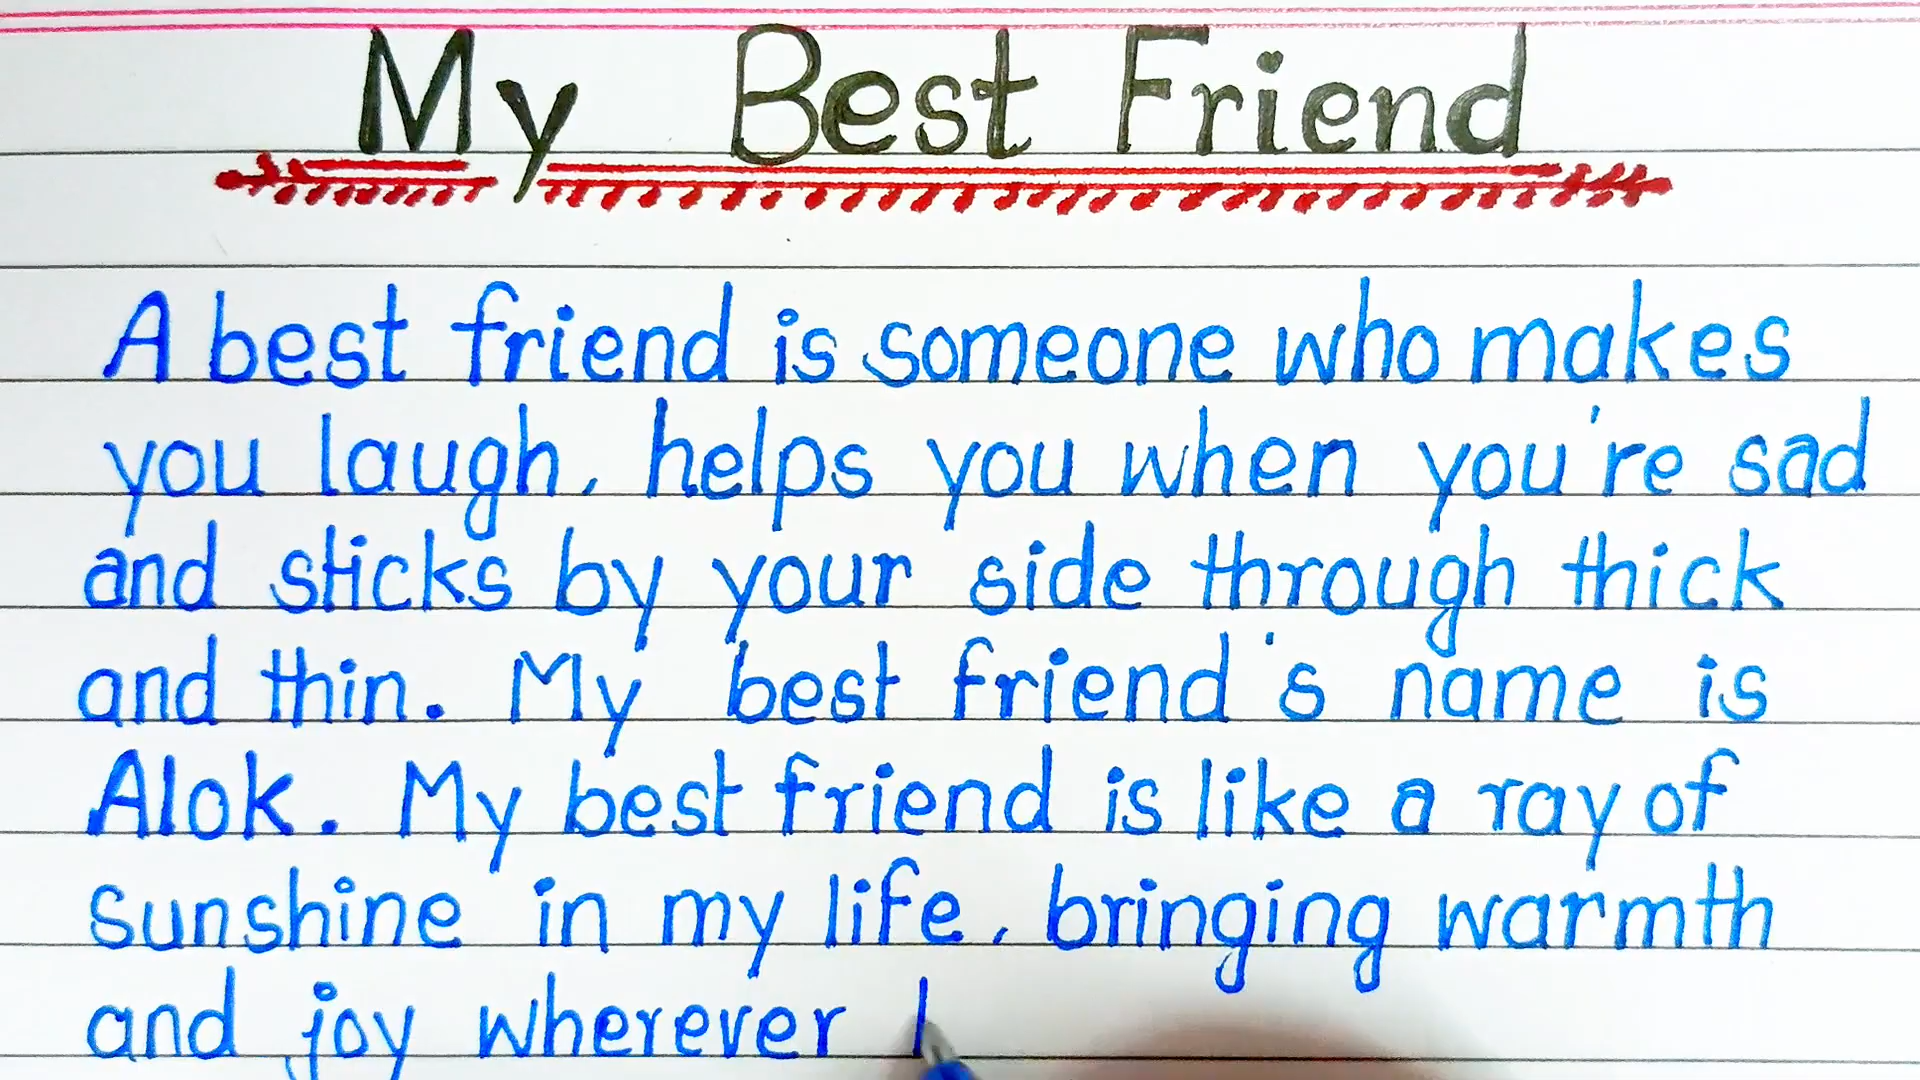 My Best Friend
A best friend is someone who makes
you laugh, helps you when you're sad
and sticks by your side through thick
and thin. My best friend's name is
Alok. My best friend is like a ray of
sunshine in my life, bringing warmth
and joy wherever